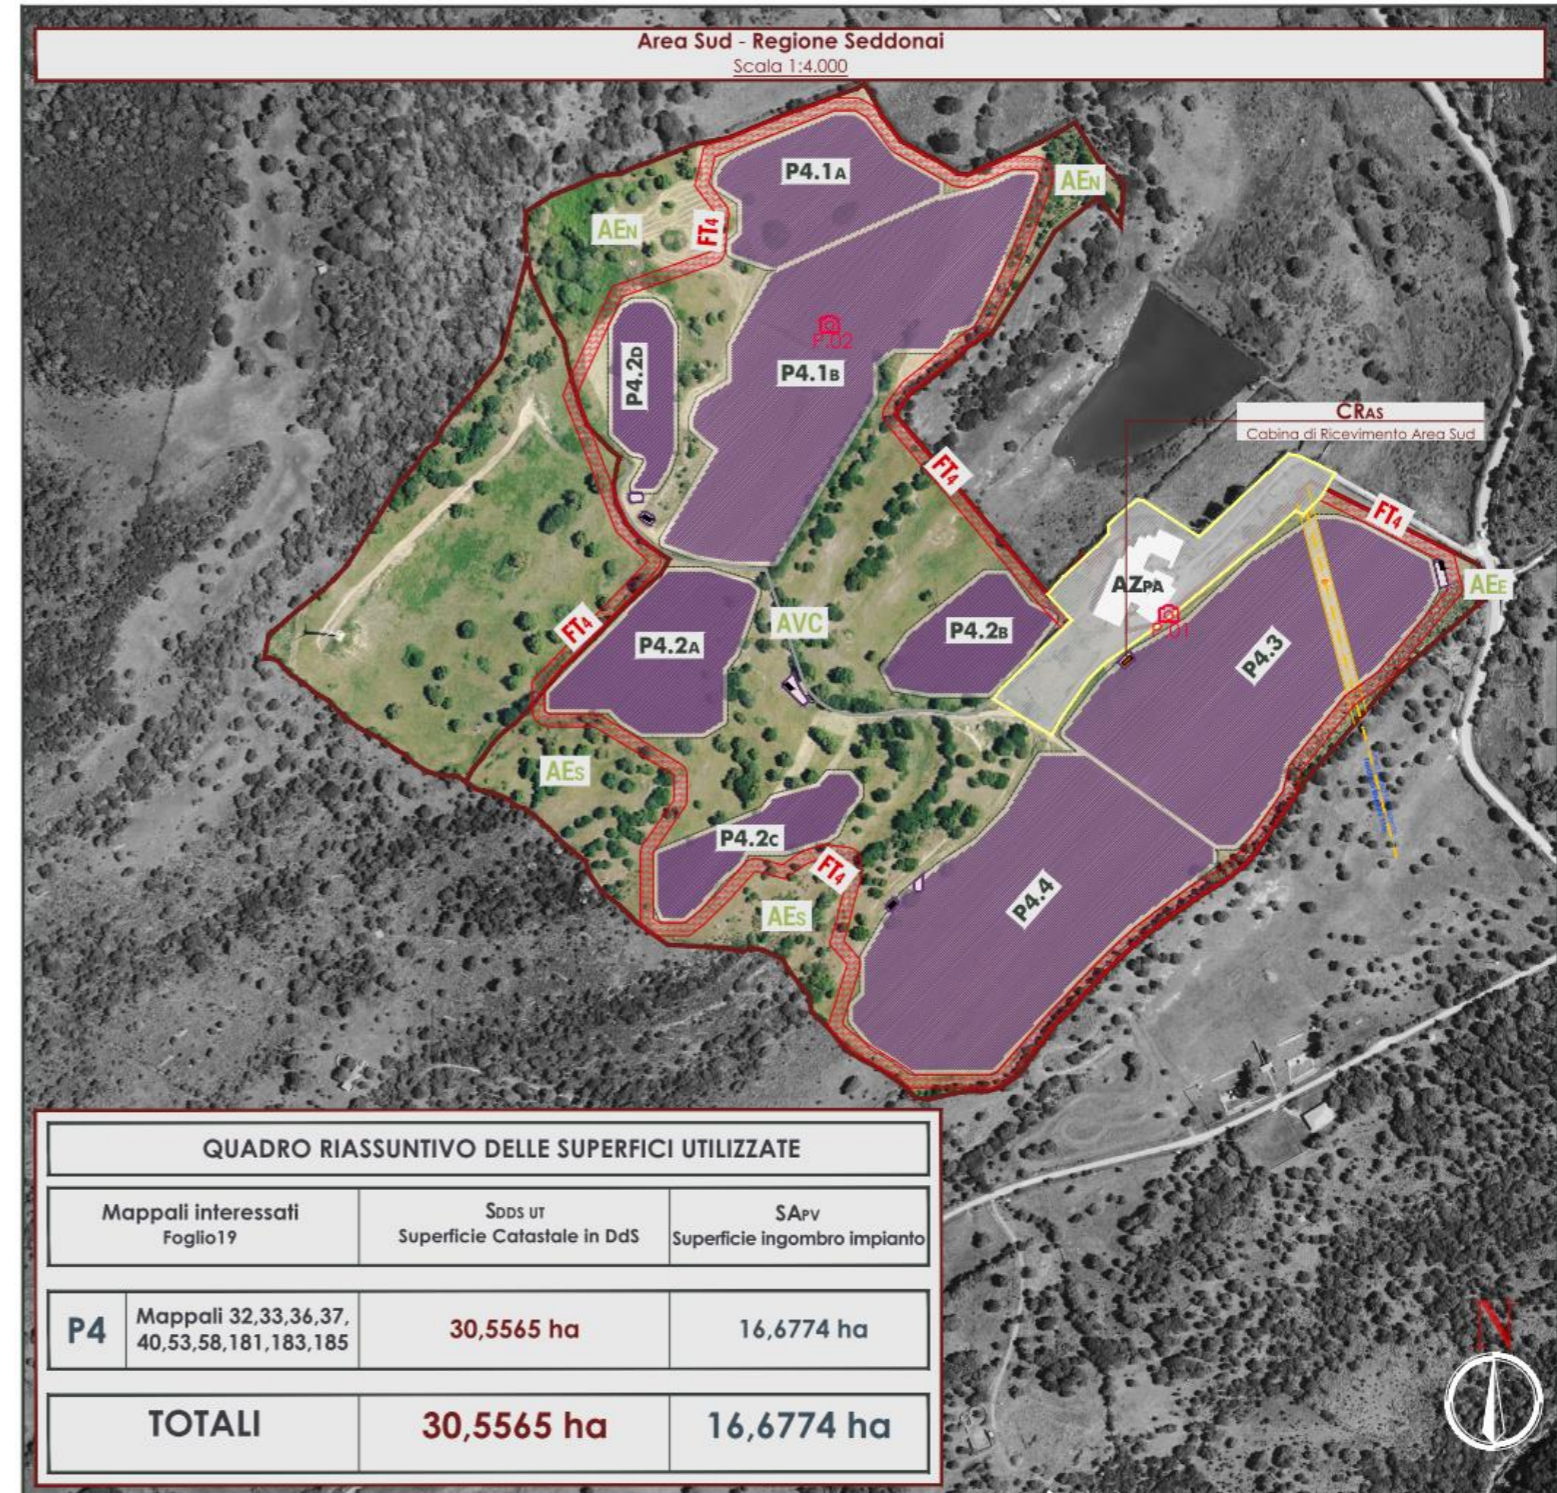 Area Sud - Regione Seddonai
Scala 1:4.000
P4.1A
AEN
AEN
FT4
P.02
P4.2D
P4.1B
CRAS
Cabina di Ricevimento Area Sud
FT4
FT4
AZPA
AEE
FT4
AVC
P4.2B
P.01
P4.2A
P4.3
AES
P4.2C
FT4
P4.4
AES
QUADRO RIASSUNTIVO DELLE SUPERFICI UTILIZZATE
Mappali interessati
Foglio19
SDDS UT
Superficie Catastale in DdS
SAPV
Superficie ingombro impianto
P4
Mappali 32,33,36,37,
40,53,58,181,183,185
30,5565 ha
16,6774 ha
TOTALI
30,5565 ha
16,6774 ha
N